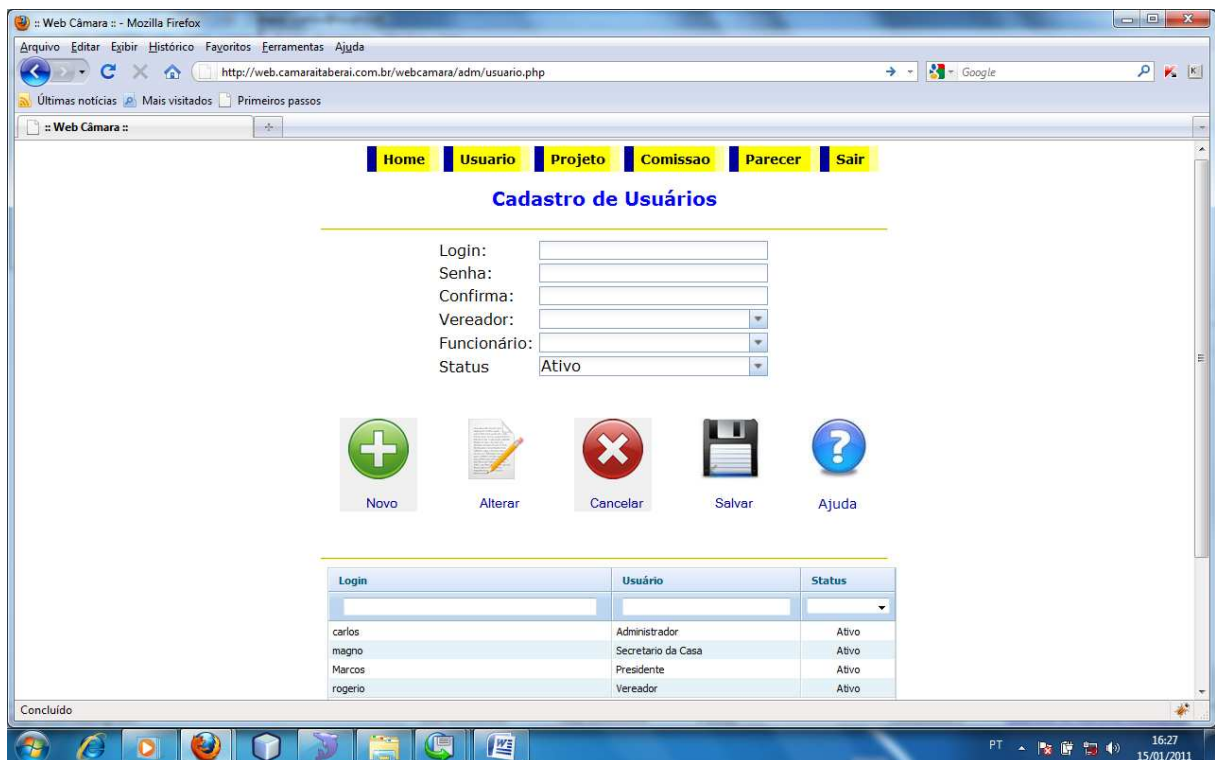 :: Web Câmara :: - Mozilla Firefox
Arquivo Editar Exibir Histórico Favoritos Ferramentas Ajuda
http://web.camaraitaberai.com.br/webcamara/adm/usuario.php Google
Últimas notícias Mais visitados Primeiros passos
:: Web Câmara ::
Home Usuario Projeto Comissao Parecer Sair
Cadastro de Usuários
Login:
Senha:
Confirma:
Vereador:
Funcionário:
Status Ativo
Novo Alterar Cancelar Salvar Ajuda
Login Usuário Status
carlos Administrador Ativo
magno Secretario da Casa Ativo
Marcos Presidente Ativo
rogerio Vereador Ativo
Concluído
PT 16:27
15/01/2011